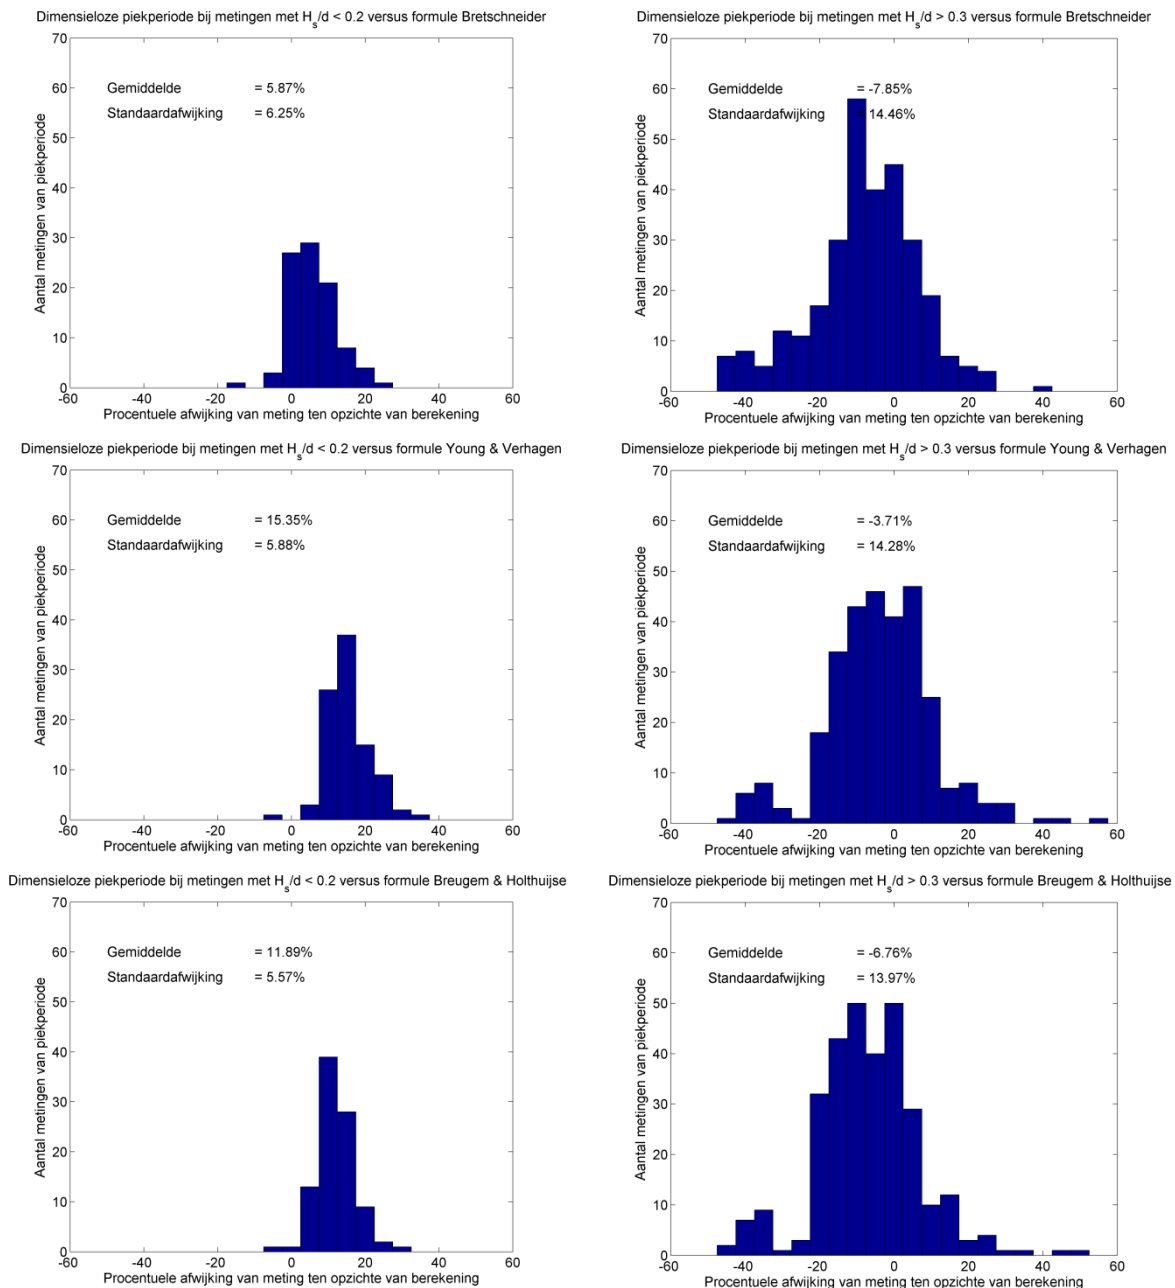 Dimensieloze piekperiode bij metingen met Hs/d < 0.2 versus formule Bretschneider
70
60
50
40
30
20
10
0
Aantal metingen van piekperiode
Gemiddelde = 5.87%
Standaardafwijking = 6.25%
-60 -40 -20 0 20 40 60
Procentuele afwijking van meting ten opzichte van berekening
Dimensieloze piekperiode bij metingen met Hs/d > 0.3 versus formule Bretschneider
70
60
50
40
30
20
10
0
Aantal metingen van piekperiode
Gemiddelde = -7.85%
Standaardafwijking = 14.46%
-60 -40 -20 0 20 40 60
Procentuele afwijking van meting ten opzichte van berekening
Dimensieloze piekperiode bij metingen met Hs/d < 0.2 versus formule Young & Verhagen
70
60
50
40
30
20
10
0
Aantal metingen van piekperiode
Gemiddelde = 15.35%
Standaardafwijking = 5.88%
-60 -40 -20 0 20 40 60
Procentuele afwijking van meting ten opzichte van berekening
Dimensieloze piekperiode bij metingen met Hs/d > 0.3 versus formule Young & Verhagen
70
60
50
40
30
20
10
0
Aantal metingen van piekperiode
Gemiddelde = -3.71%
Standaardafwijking = 14.28%
-60 -40 -20 0 20 40 60
Procentuele afwijking van meting ten opzichte van berekening
Dimensieloze piekperiode bij metingen met Hs/d < 0.2 versus formule Breugem & Holthuijse
70
60
50
40
30
20
10
0
Aantal metingen van piekperiode
Gemiddelde = 11.89%
Standaardafwijking = 5.57%
-60 -40 -20 0 20 40 60
Procentuele afwijking van meting ten opzichte van berekening
Dimensieloze piekperiode bij metingen met Hs/d > 0.3 versus formule Breugem & Holthuijse
70
60
50
40
30
20
10
0
Aantal metingen van piekperiode
Gemiddelde = -6.76%
Standaardafwijking = 13.97%
-60 -40 -20 0 20 40 60
Procentuele afwijking van meting ten opzichte van berekening